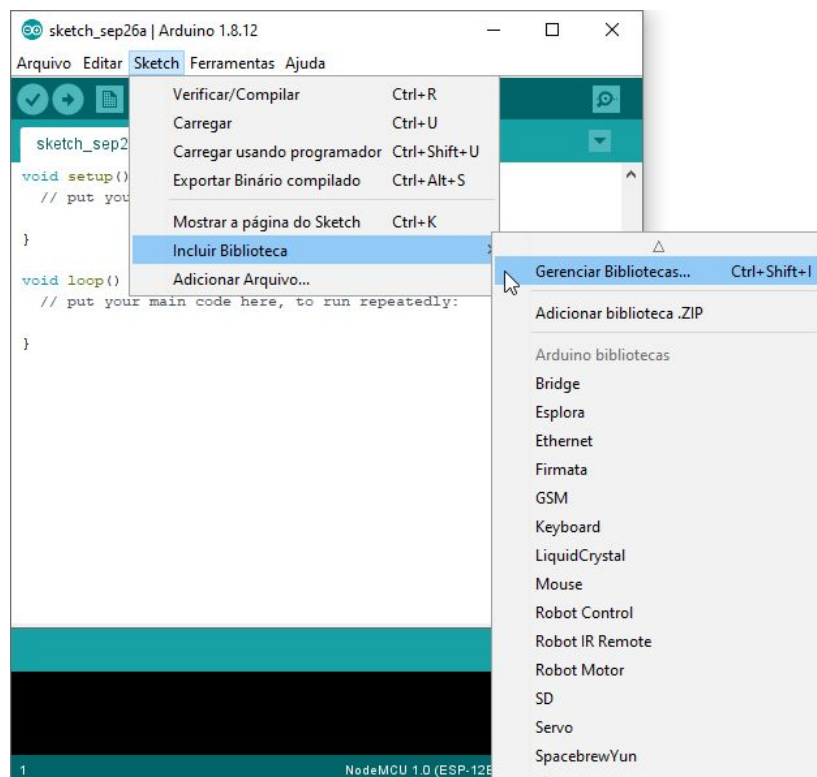 sketch_sep26a | Arduino 1.8.12
Arquivo Editar Sketch Ferramentas Ajuda
Verificar/Compilar Ctrl+R
Carregar Ctrl+U
Carregar usando programador Ctrl+Shift+U
Exportar Binário compilado Ctrl+Alt+S
Mostrar a página do Sketch Ctrl+K
Incluir Biblioteca
Adicionar Arquivo...
sketch_sep2
void setup()
// put you
}
void loop()
// put your main code here, to run repeatedly:
}
Gerenciar Bibliotecas... Ctrl+Shift+I
Adicionar biblioteca .ZIP
Arduino bibliotecas
Bridge
Esplora
Ethernet
Firmata
GSM
Keyboard
LiquidCrystal
Mouse
Robot Control
Robot IR Remote
Robot Motor
SD
Servo
SpacebrewYun
1 NodeMCU 1.0 (ESP-12E